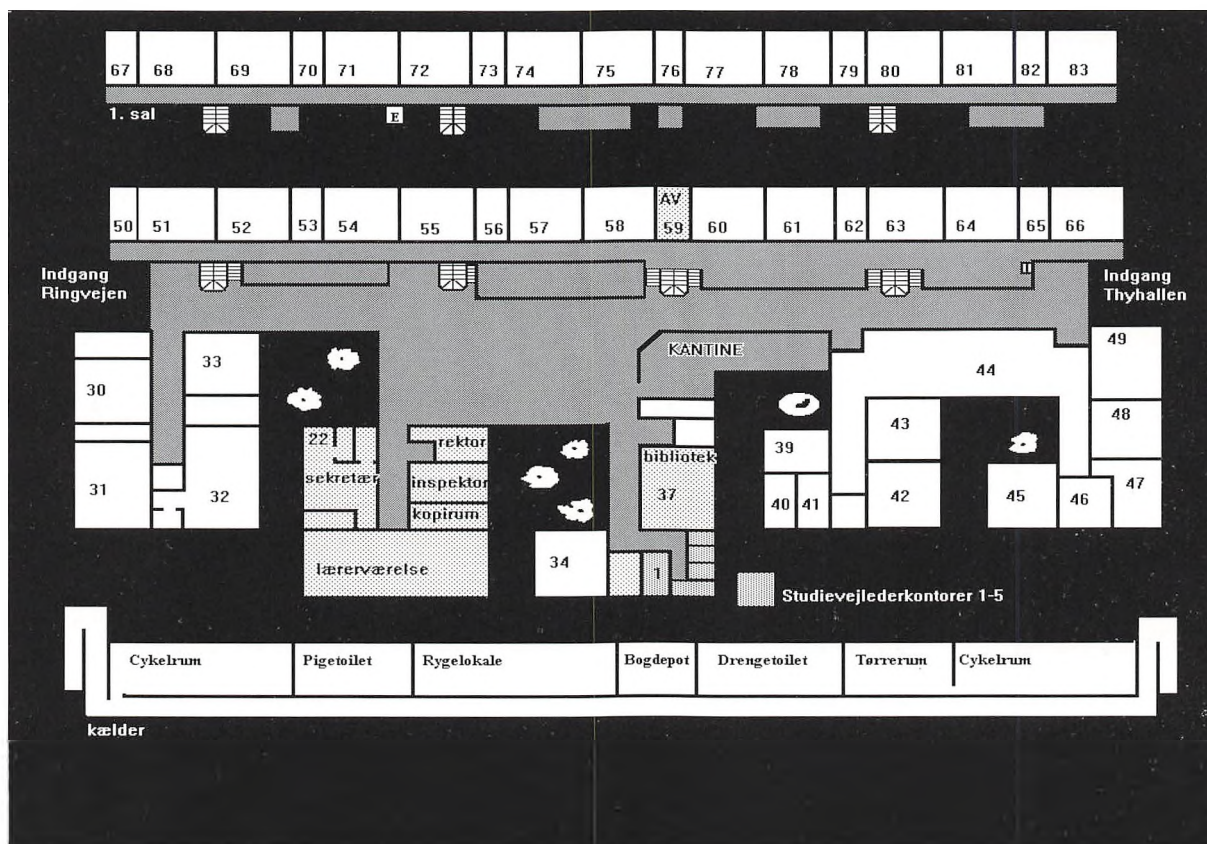 67 68 69 70 71 72 73 74 75 76 77 78 79 80 81 82 83
1. sal
E
AV
50 51 52 53 54 55 56 57 58 59 60 61 62 63 64 65 66
Indgang
Ringvejen
Indgang
Thyhallen
33
KANTINE
49
30
44
22
rektor
43
48
39
bibliotek
sekretær
inspektor
31
32
37
40
41
42
45
46
47
kopirum
lærerværelse
34
1
Studievejlederkontorer 1-5
Cykelrum
Pigetoilet
Rygelokale
Bogdepot
Drengetoilet
Tørrerum
Cykelrum
kælder